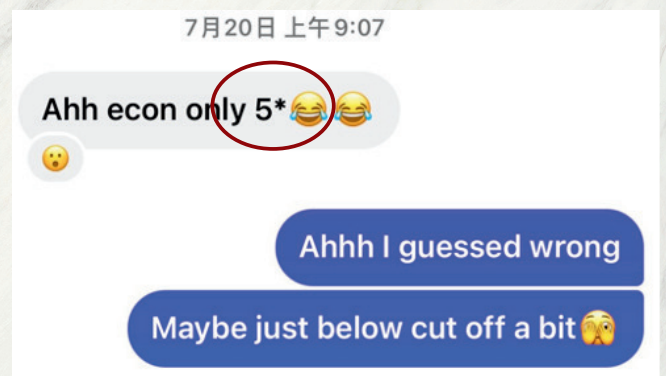 7月20日 上午9:07
Ahh econ only 5*😂😂
😮
Ahhh I guessed wrong
Maybe just below cut off a bit🫣